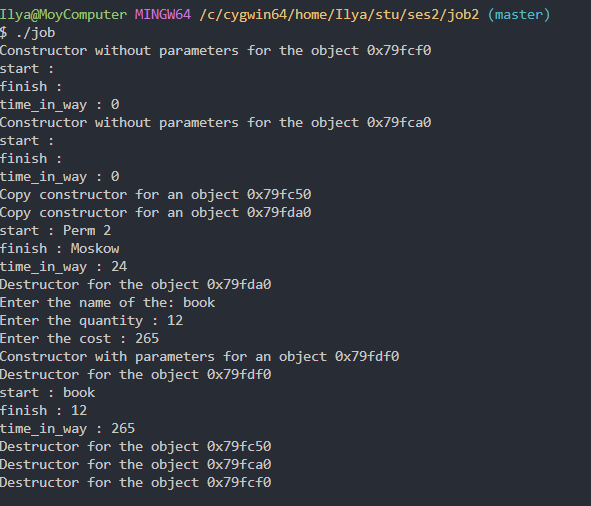 Ilya@MoyComputer MINGW64 /c/cygwin64/home/Ilya/stu/ses2/job2 (master)
$ ./job
Constructor without parameters for the object 0x79fcf0
start :
finish :
time_in_way : 0
Constructor without parameters for the object 0x79fca0
start :
finish :
time_in_way : 0
Copy constructor for an object 0x79fc50
Copy constructor for an object 0x79fda0
start : Perm 2
finish : Moskow
time_in_way : 24
Destructor for the object 0x79fda0
Enter the name of the: book
Enter the quantity : 12
Enter the cost : 265
Constructor with parameters for an object 0x79fdf0
Destructor for the object 0x79fdf0
start : book
finish : 12
time_in_way : 265
Destructor for the object 0x79fc50
Destructor for the object 0x79fca0
Destructor for the object 0x79fcf0